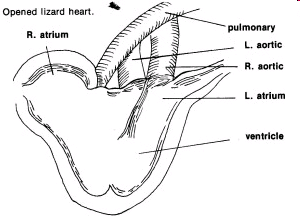 Opened lizard heart.
R. atrium
pulmonary
L. aortic
R. aortic
L. atrium
ventricle